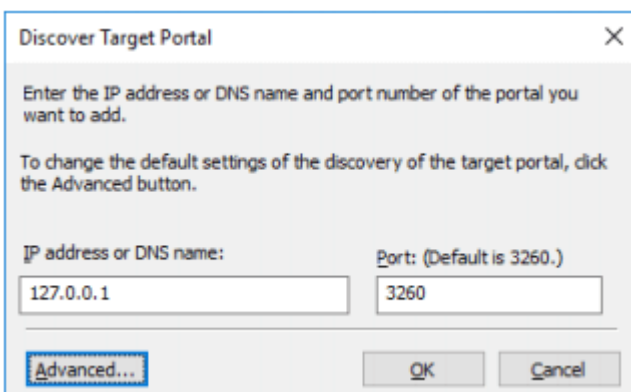 Discover Target Portal
Enter the IP address or DNS name and port number of the portal you
want to add.
To change the default settings of the discovery of the target portal, click
the Advanced button.
IP address or DNS name:
Port: (Default is 3260.)
127.0.0.1
3260
Advanced...
OK
Cancel